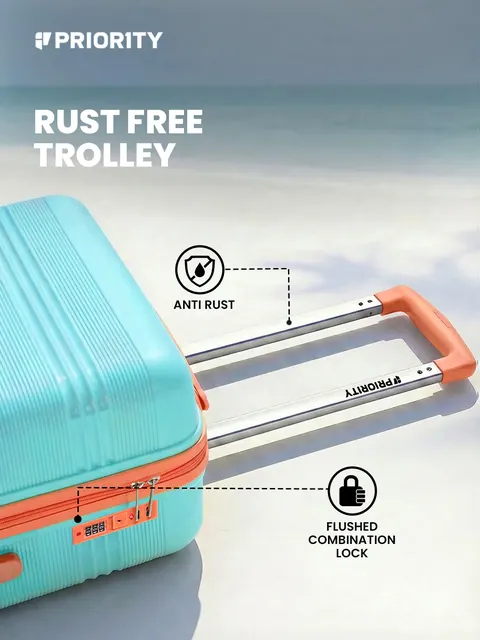 PRIORITY
RUST FREE
TROLLEY
ANTI RUST
PRIORITY
FLUSHED
COMBINATION
LOCK